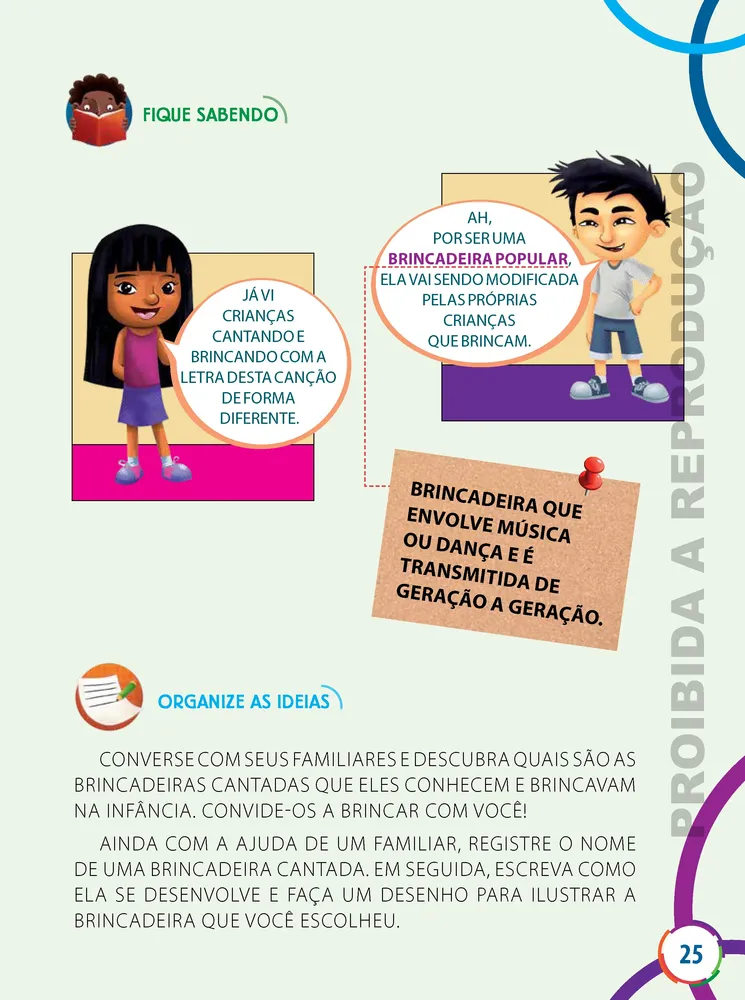 FIQUE SABENDO
JÁ VI
CRIANÇAS
CANTANDO E
BRINCANDO COM A
LETRA DESTA CANÇÃO
DE FORMA
DIFERENTE.
AH,
POR SER UMA
BRINCADEIRA POPULAR,
ELA VAI SENDO MODIFICADA
PELAS PRÓPRIAS
CRIANÇAS
QUE BRINCAM.
BRINCADEIRA QUE
ENVOLVE MÚSICA
OU DANÇA E É
TRANSMITIDA DE
GERAÇÃO A GERAÇÃO.
ORGANIZE AS IDEIAS
CONVERSE COM SEUS FAMILIARES E DESCUBRA QUAIS SÃO AS
BRINCADEIRAS CANTADAS QUE ELES CONHECEM E BRINCAVAM
NA INFÂNCIA. CONVIDE-OS A BRINCAR COM VOCÊ!
AINDA COM A AJUDA DE UM FAMILIAR, REGISTRE O NOME
DE UMA BRINCADEIRA CANTADA. EM SEGUIDA, ESCREVA COMO
ELA SE DESENVOLVE E FAÇA UM DESENHO PARA ILUSTRAR A
BRINCADEIRA QUE VOCÊ ESCOLHEU.
PROIBIDA A REPRODUÇÃO
25